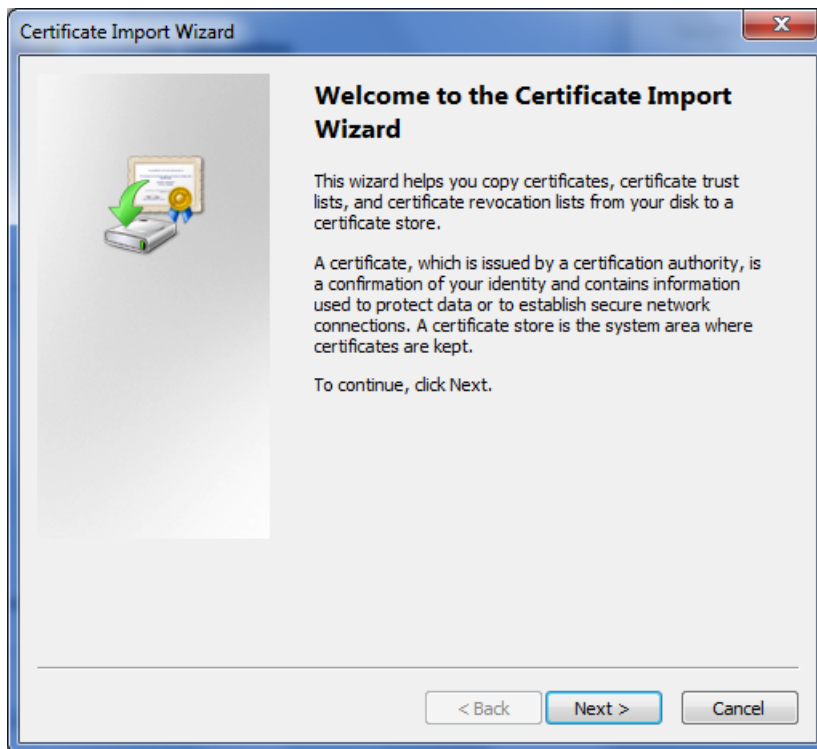 Certificate Import Wizard
Welcome to the Certificate Import
Wizard
This wizard helps you copy certificates, certificate trust
lists, and certificate revocation lists from your disk to a
certificate store.
A certificate, which is issued by a certification authority, is
a confirmation of your identity and contains information
used to protect data or to establish secure network
connections. A certificate store is the system area where
certificates are kept.
To continue, click Next.
< Back Next > Cancel